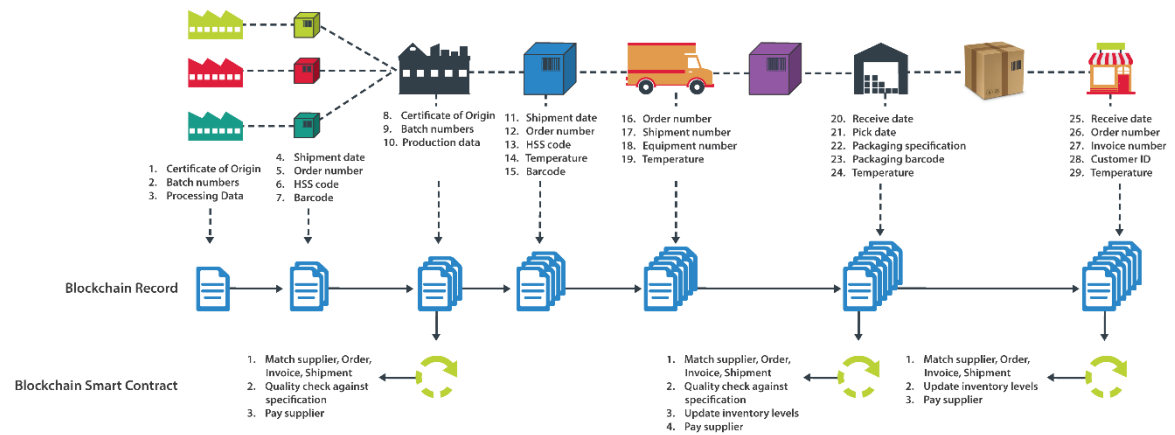 1. Certificate of Origin
2. Batch numbers
3. Processing Data
4. Shipment date
5. Order number
6. HSS code
7. Barcode
8. Certificate of Origin
9. Batch numbers
10. Production data
11. Shipment date
12. Order number
13. HSS code
14. Temperature
15. Barcode
16. Order number
17. Shipment number
18. Equipment number
19. Temperature
20. Receive date
21. Pick date
22. Packaging specification
23. Packaging barcode
24. Temperature
25. Receive date
26. Order number
27. Invoice number
28. Customer ID
29. Temperature
Blockchain Record
Blockchain Smart Contract
1. Match supplier, Order,
Invoice, Shipment
2. Quality check against
specification
3. Pay supplier
1. Match supplier, Order,
Invoice, Shipment
2. Quality check against
specification
3. Update inventory levels
4. Pay supplier
1. Match supplier, Order,
Invoice, Shipment
2. Update inventory levels
3. Pay supplier